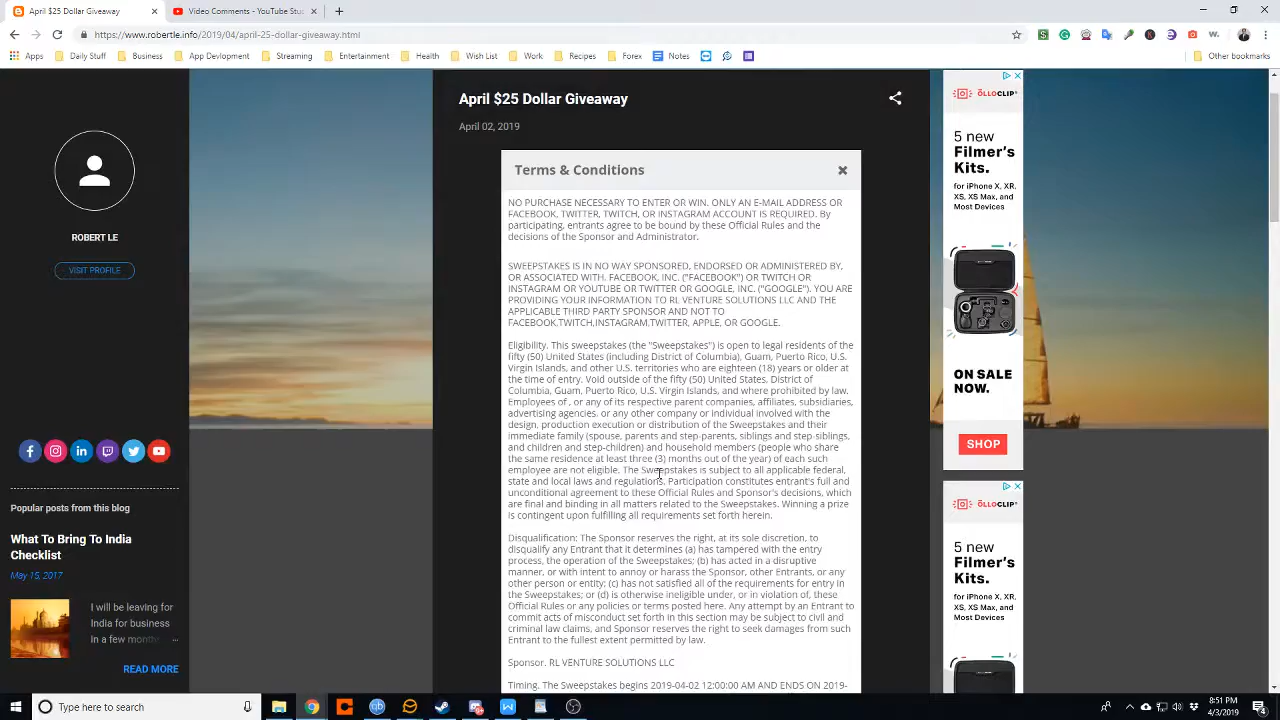 April $25 Dollar Giveaway
Video Comments - YouTube Stu
https://www.robertle.info/2019/04/april-25-dollar-giveaway
Apps
Daily Stuff
Business
App Devlopment
Streaming
Entertainment
Health
Wish List
Work
Recipes
Forex
Notes
Other bookmarks
ROBERT LE
VISIT PROFILE
Popular posts from this blog
What To Bring To India
Checklist
May 15, 2017
I will be leaving for
India for business
In a few month
...
READ MORE
April $25 Dollar Giveaway
April 02, 2019
Terms & Conditions
NO PURCHASE NECESSARY TO ENTER OR WIN. ONLY AN E-MAIL ADDRESS OR
FACEBOOK, TWITTER, TWITCH, OR INSTAGRAM ACCOUNT IS REQUIRED. By
participating, entrants agree to be bound by these Official Rules and the
decisions of the Sponsor and Administrator.
SWEEPSTAKES IS IN NO WAY SPONSORED, ENDORSED OR ADMINISTERED BY,
OR ASSOCIATED WITH. FACEBOOK, INC. ("FACEBOOK") OR TWITCH OR
INSTAGRAM OR YOUTUBE OR TWITTER OR GOOGLE, INC. ("GOOGLE"). YOU ARE
PROVIDING YOUR INFORMATION TO RL VENTURE SOLUTIONS LLC AND THE
APPLICABLE THIRD PARTY SPONSOR AND NOT TO
FACEBOOK,TWITCH,INSTAGRAM,TWITTER, APPLE, OR GOOGLE.
Eligibility. This sweepstakes (the "Sweepstakes") is open to legal residents of the
fifty (50) United States (including District of Columbia), Guam, Puerto Rico, U.S.
Virgin Islands, and other U.S. territories who are eighteen (18) years or older at
the time of entry. Void outside of the fifty (50) United States, District of
Columbia, Guam, Puerto Rico, U.S. Virgin Islands, and where prohibited by law.
Employees of , or any of its respective parent companies, affiliates, subsidiaries,
advertising agencies, or any other company or individual involved with the
design, production execution or distribution of the Sweepstakes and their
immediate family (spouse, parents and step-parents, siblings and step-siblings,
and children and step-children) and household members (people who share
the same residence at least three (3) months out of the year) of each such
employee are not eligible. The Sweepstakes is subject to all applicable federal,
state and local laws and regulations. Participation constitutes entrant's full and
unconditional agreement to these Official Rules and Sponsor's decisions, which
are final and binding in all matters related to the Sweepstakes. Winning a prize
is contingent upon fulfilling all requirements set forth herein.
Disqualification: The Sponsor reserves the right, at its sole discretion, to
disqualify any Entrant that it determines (a) has tampered with the entry
process, the operation of the Sweepstakes; (b) has acted in a disruptive
manner, or with intent to annoy or harass the Sponsor, other Entrants, or any
other person or entity; (c) has not satisfied all of the requirements for entry in
the Sweepstakes; or (d) is otherwise ineligible under, or in violation of, these
Official Rules or any policies or terms posted here. Any attempt by an Entrant to
commit acts of misconduct set forth in this section may be subject to civil and
criminal law claims, and Sponsor reserves the right to seek damages from such
Entrant to the fullest extent permitted by law.
Sponsor. RL VENTURE SOLUTIONS LLC
Timing. The Sweepstakes begins 2019-04-02 12:00:00 AM AND ENDS ON 2019-
ōLLOCLIP
5 new
Filmer's
Kits.
for iPhone X, XR,
XS, XS Max, and
Most Devices
ON SALE
NOW.
SHOP
ōLLOCLIP
5 new
Filmer's
Kits.
for iPhone X, XR,
XS, XS Max, and
Most Devices
Type here to search
8:51 PM
4/3/2019